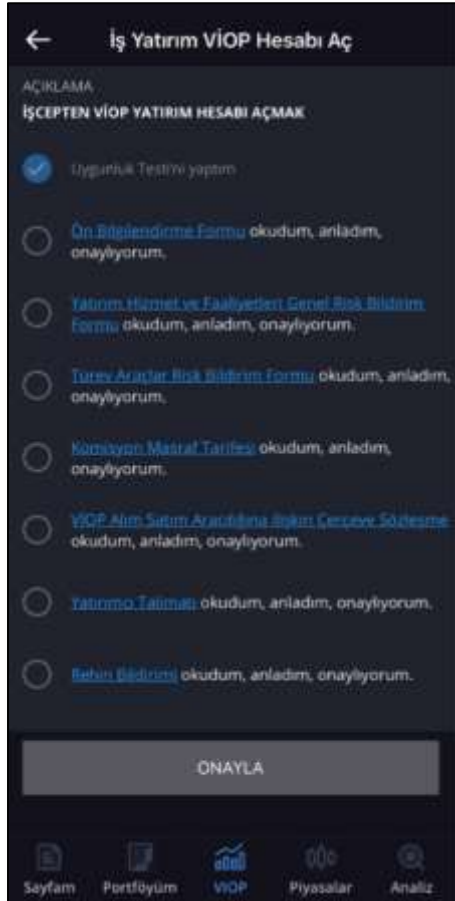 İş Yatırım VİOP Hesabı Aç
AÇIKLAMA
İŞCEPTEN VİOP YATIRIM HESABI AÇMAK
Uygunluk Testi'ni yaptım
Ön Bilgilendirme Formu okudum, anladım,
onaylıyorum.
Yatırım Hizmet ve Faaliyetleri Genel Risk Bildirim
Formu okudum, anladım, onaylıyorum.
Türev Araçlar Risk Bildirim Formu okudum, anladım,
onaylıyorum.
Komisyon Masraf Tarifesi okudum, anladım,
onaylıyorum.
VİOP Alım Satım Aracılığına İlişkin Çerçeve Sözleşme
okudum, anladım, onaylıyorum.
Yatırımcı Talimatı okudum, anladım, onaylıyorum.
Rehin Bildirimi okudum, anladım, onaylıyorum.
ONAYLA
Sayfam Portföyüm VİOP Piyasalar Analiz